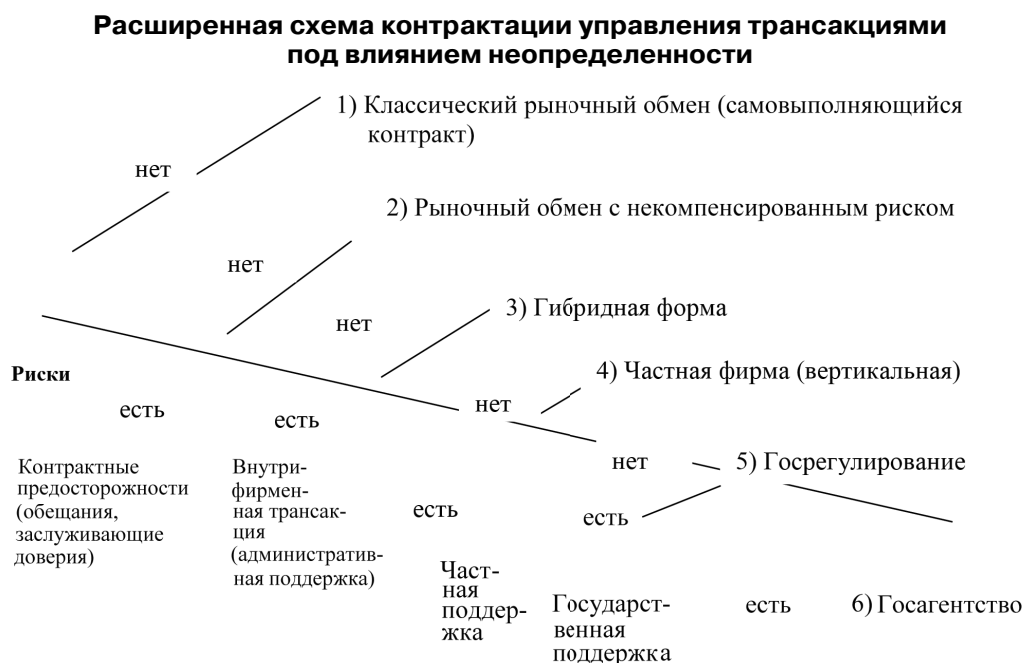 Расширенная схема контрактации управления трансакциями
под влиянием неопределенности
1) Классический рыночный обмен (самовыполняющийся
контракт)
нет
2) Рыночный обмен с некомпенсированным риском
нет
нет
3) Гибридная форма
Риски
4) Частная фирма (вертикальная)
есть
есть
нет
нет
5) Госрегулирование
Контрактные
предосторожности
(обещания,
заслуживающие
доверия)
Внутри-
фирмен-
ная трансак-
ция
(административ-
ная поддержка)
есть
есть
Част-
ная
поддер-
жка
Государст-
венная
поддержка
есть
6) Госагентство